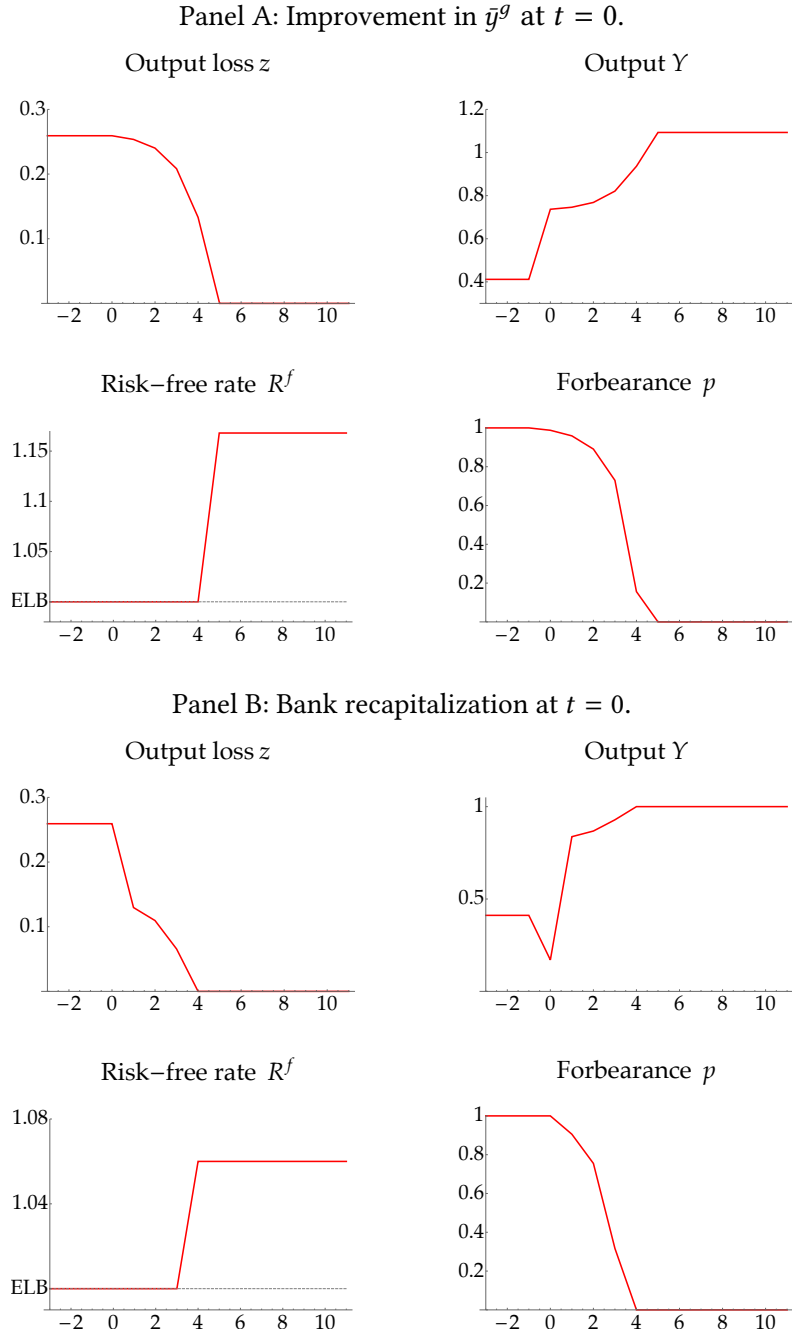 Panel A: Improvement in ȳ^g at t = 0.
Output loss z
Output Y
0.3
0.2
0.1
−2 0 2 4 6 8 10
1.2
1
0.8
0.6
0.4
−2 0 2 4 6 8 10
Risk−free rate R^f
Forbearance p
1.15
1.1
1.05
ELB
−2 0 2 4 6 8 10
1
0.8
0.6
0.4
0.2
−2 0 2 4 6 8 10
Panel B: Bank recapitalization at t = 0.
Output loss z
Output Y
0.3
0.2
0.1
−2 0 2 4 6 8 10
1
0.5
−2 0 2 4 6 8 10
Risk−free rate R^f
Forbearance p
1.08
1.04
ELB
−2 0 2 4 6 8 10
1
0.8
0.6
0.4
0.2
−2 0 2 4 6 8 10